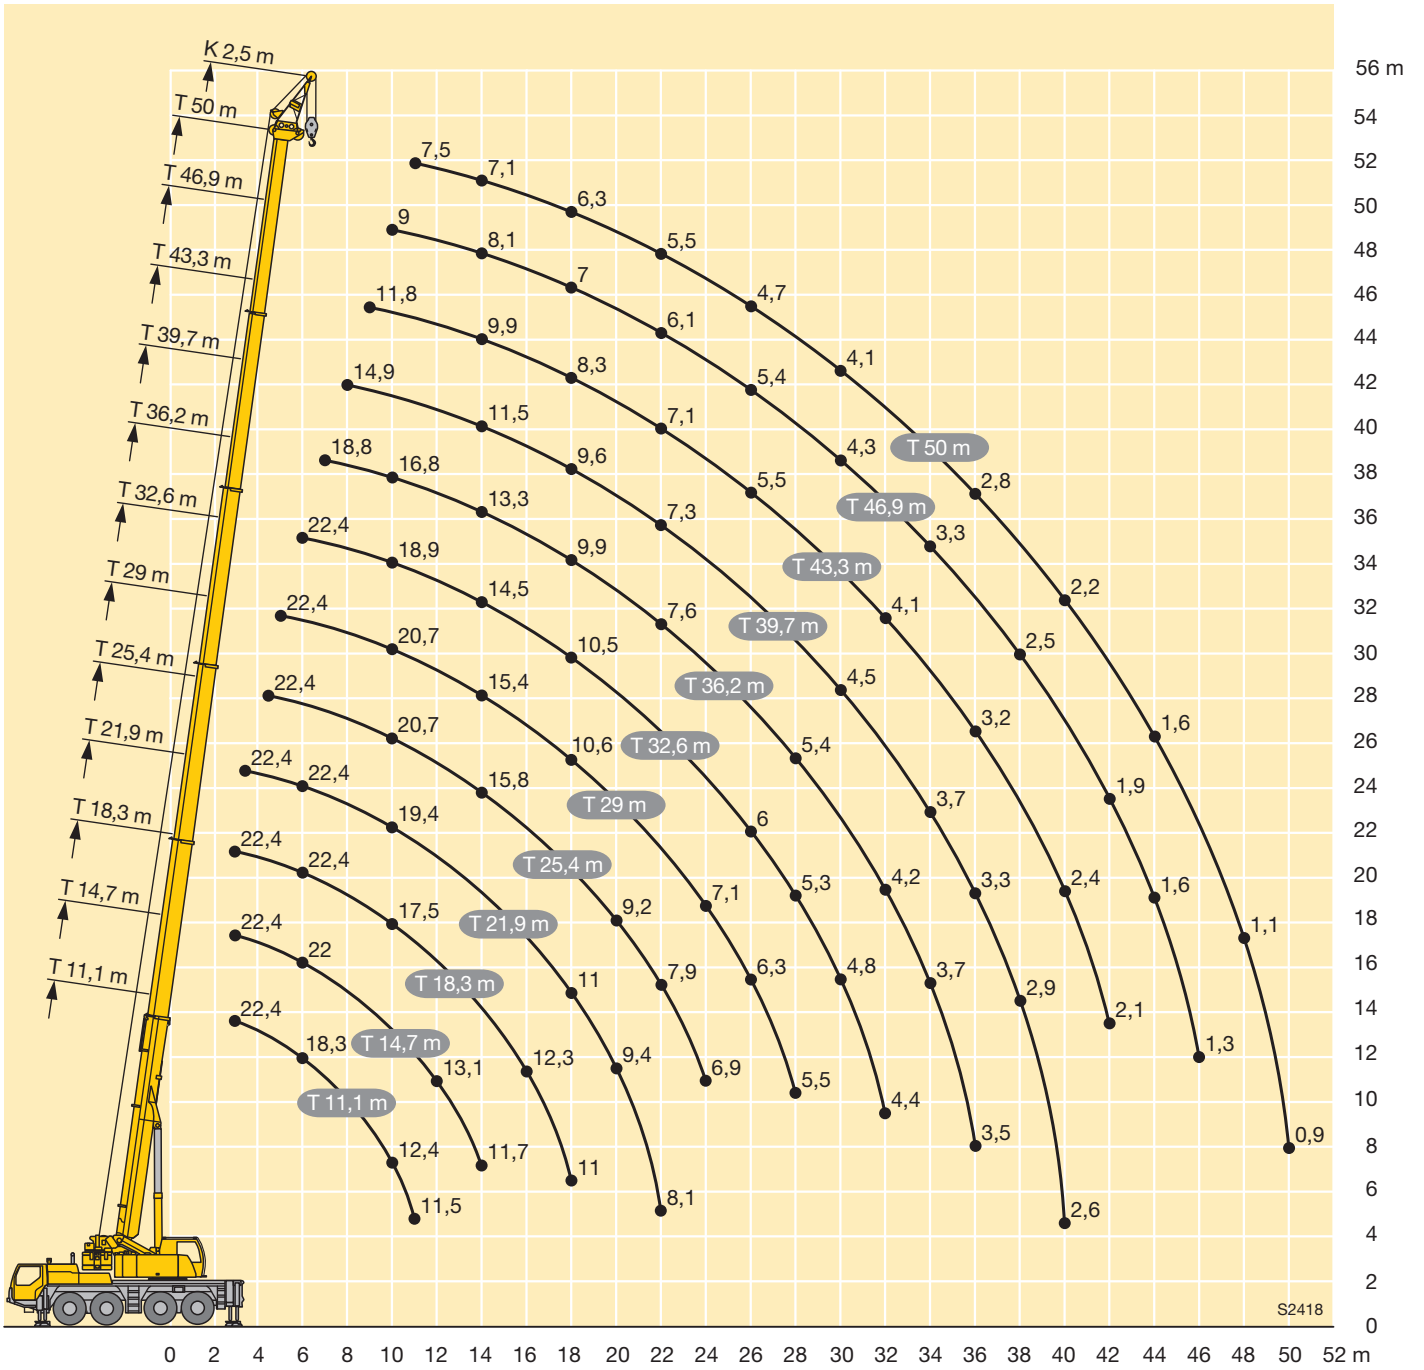 K 2,5 m
T 50 m
T 46,9 m
T 43,3 m
T 39,7 m
T 36,2 m
T 32,6 m
T 29 m
T 25,4 m
T 21,9 m
T 18,3 m
T 14,7 m
T 11,1 m
7,5 7,1 6,3 5,5 4,7 4,1 T 50 m 2,8 2,2 1,6 1,1 0,9
9 8,1 7 6,1 5,4 4,3 T 46,9 m 3,3 2,5 1,9 1,6 1,3
11,8 9,9 8,3 7,1 5,5 T 43,3 m 4,1 3,2 2,4 2,1
14,9 11,5 9,6 7,3 T 39,7 m 4,5 3,7 3,3 2,9 2,6
18,8 16,8 13,3 9,9 7,6 T 36,2 m 5,4 4,2 3,7 3,5
22,4 18,9 14,5 10,5 T 32,6 m 6 5,3 4,8 4,4
22,4 20,7 15,4 10,6 T 29 m 7,1 6,3 5,5
22,4 20,7 15,8 T 25,4 m 9,2 7,9 6,9
22,4 22,4 19,4 T 21,9 m 11 9,4 8,1
22,4 22,4 17,5 T 18,3 m 12,3 11
22,4 22 T 14,7 m 13,1 11,7
22,4 18,3 T 11,1 m 12,4 11,5
56 m
54
52
50
48
46
44
42
40
38
36
34
32
30
28
26
24
22
20
18
16
14
12
10
8
6
4
2
0
S2418
0 2 4 6 8 10 12 14 16 18 20 22 24 26 28 30 32 34 36 38 40 42 44 46 48 50 52 m